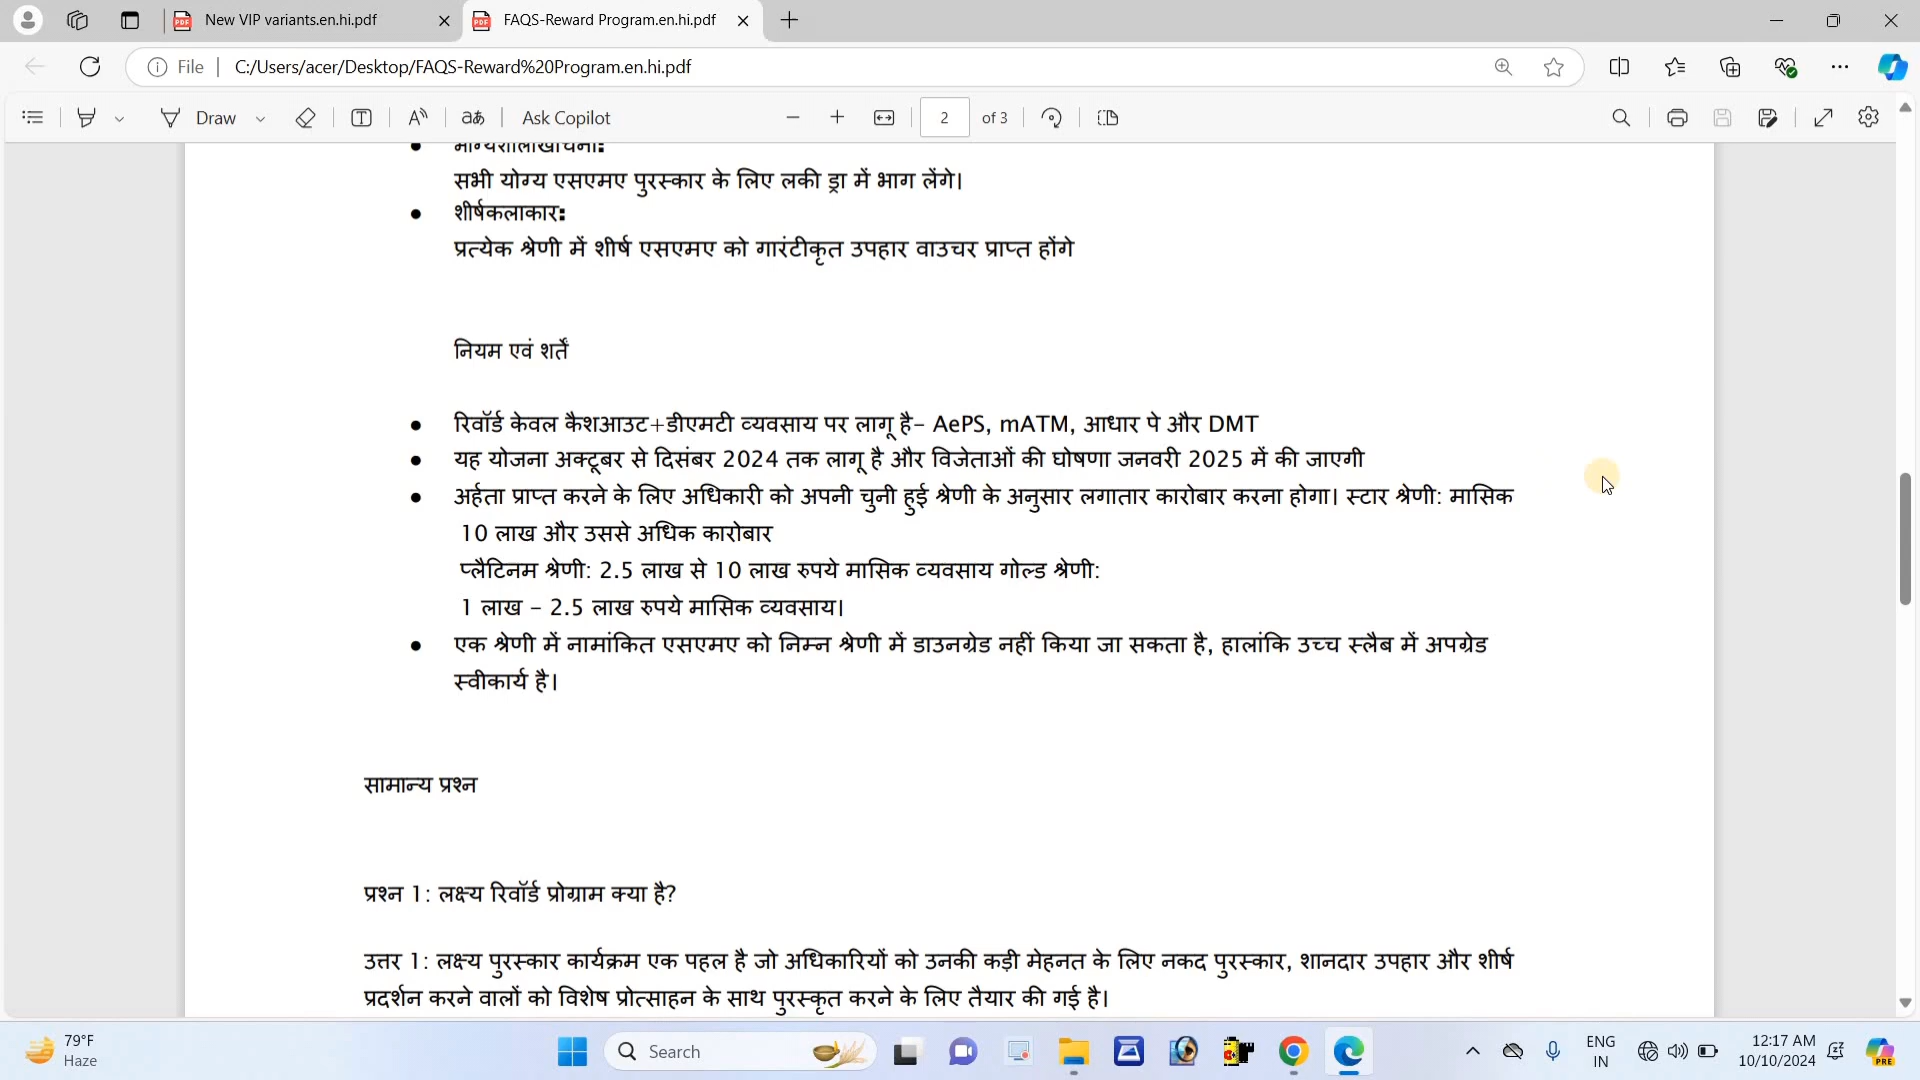 New VIP variants.en.hi.pdf
FAQS-Reward Program.en.hi.pdf
File
C:/Users/acer/Desktop/FAQS-Reward%20Program.en.hi.pdf
Draw
aあ
Ask Copilot
2 of 3
सभी योग्य एसएमए पुरस्कार के लिए लकी ड्रा में भाग लेंगे।
● शीर्षकलाकार:
प्रत्येक श्रेणी में शीर्ष एसएमए को गारंटीकृत उपहार वाउचर प्राप्त होंगे
नियम एवं शर्तें
● रिवॉर्ड केवल कैशआउट+डीएमटी व्यवसाय पर लागू है- AePS, mATM, आधार पे और DMT
● यह योजना अक्टूबर से दिसंबर 2024 तक लागू है और विजेताओं की घोषणा जनवरी 2025 में की जाएगी
● अर्हता प्राप्त करने के लिए अधिकारी को अपनी चुनी हुई श्रेणी के अनुसार लगातार कारोबार करना होगा। स्टार श्रेणी: मासिक
10 लाख और उससे अधिक कारोबार
प्लैटिनम श्रेणी: 2.5 लाख से 10 लाख रुपये मासिक व्यवसाय गोल्ड श्रेणी:
1 लाख - 2.5 लाख रुपये मासिक व्यवसाय।
● एक श्रेणी में नामांकित एसएमए को निम्न श्रेणी में डाउनग्रेड नहीं किया जा सकता है, हालांकि उच्च स्लैब में अपग्रेड
स्वीकार्य है।
सामान्य प्रश्न
प्रश्न 1: लक्ष्य रिवॉर्ड प्रोग्राम क्या है?
उत्तर 1: लक्ष्य पुरस्कार कार्यक्रम एक पहल है जो अधिकारियों को उनकी कड़ी मेहनत के लिए नकद पुरस्कार, शानदार उपहार और शीर्ष
प्रदर्शन करने वालों को विशेष प्रोत्साहन के साथ पुरस्कृत करने के लिए तैयार की गई है।
79°F
Haze
Search
ENG
IN
12:17 AM
10/10/2024
PRE